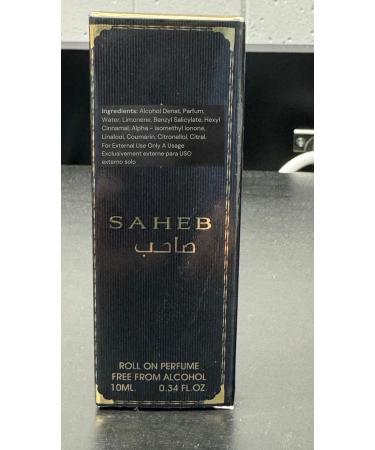 Ingredients: Alcohol Denat, Parfum,
Water, Limonene, Benzyl Salicylate, Hexyl
Cinnamal, Alpha - isomethyl ionone,
Linalool, Coumarin, Citronellol, Citral.
For External Use Only A Usage
Exclusivement externe para USO
externo solo
SAHEB
صاحب
ROLL ON PERFUME
FREE FROM ALCOHOL
10ML. 0.34 FL.OZ.